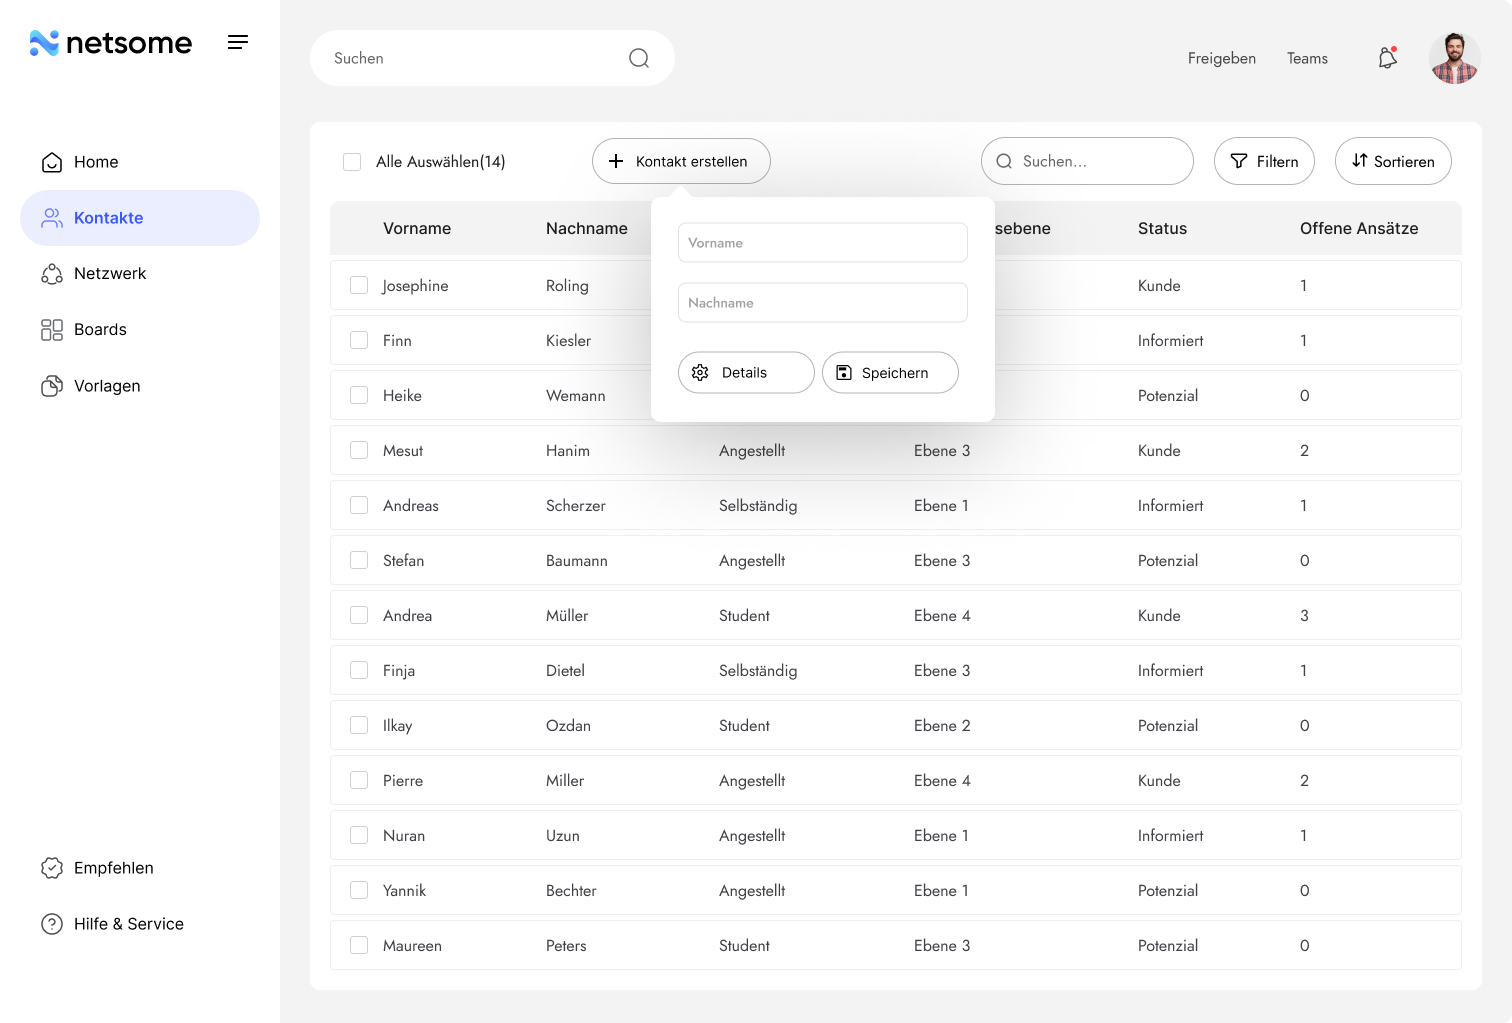 netsome
Suchen
Freigeben
Teams
Home
Kontakte
Netzwerk
Boards
Vorlagen
Empfehlen
Hilfe & Service
Alle Auswählen(14)
Kontakt erstellen
Suchen...
Filtern
Sortieren
Vorname Nachname sebene Status Offene Ansätze
Vorname
Nachname
Details
Speichern
Josephine Roling Kunde 1
Finn Kiesler Informiert 1
Heike Wemann Potenzial 0
Mesut Hanim Angestellt Ebene 3 Kunde 2
Andreas Scherzer Selbständig Ebene 1 Informiert 1
Stefan Baumann Angestellt Ebene 3 Potenzial 0
Andrea Müller Student Ebene 4 Kunde 3
Finja Dietel Selbständig Ebene 3 Informiert 1
Ilkay Ozdan Student Ebene 2 Potenzial 0
Pierre Miller Angestellt Ebene 4 Kunde 2
Nuran Uzun Angestellt Ebene 1 Informiert 1
Yannik Bechter Angestellt Ebene 1 Potenzial 0
Maureen Peters Student Ebene 3 Potenzial 0